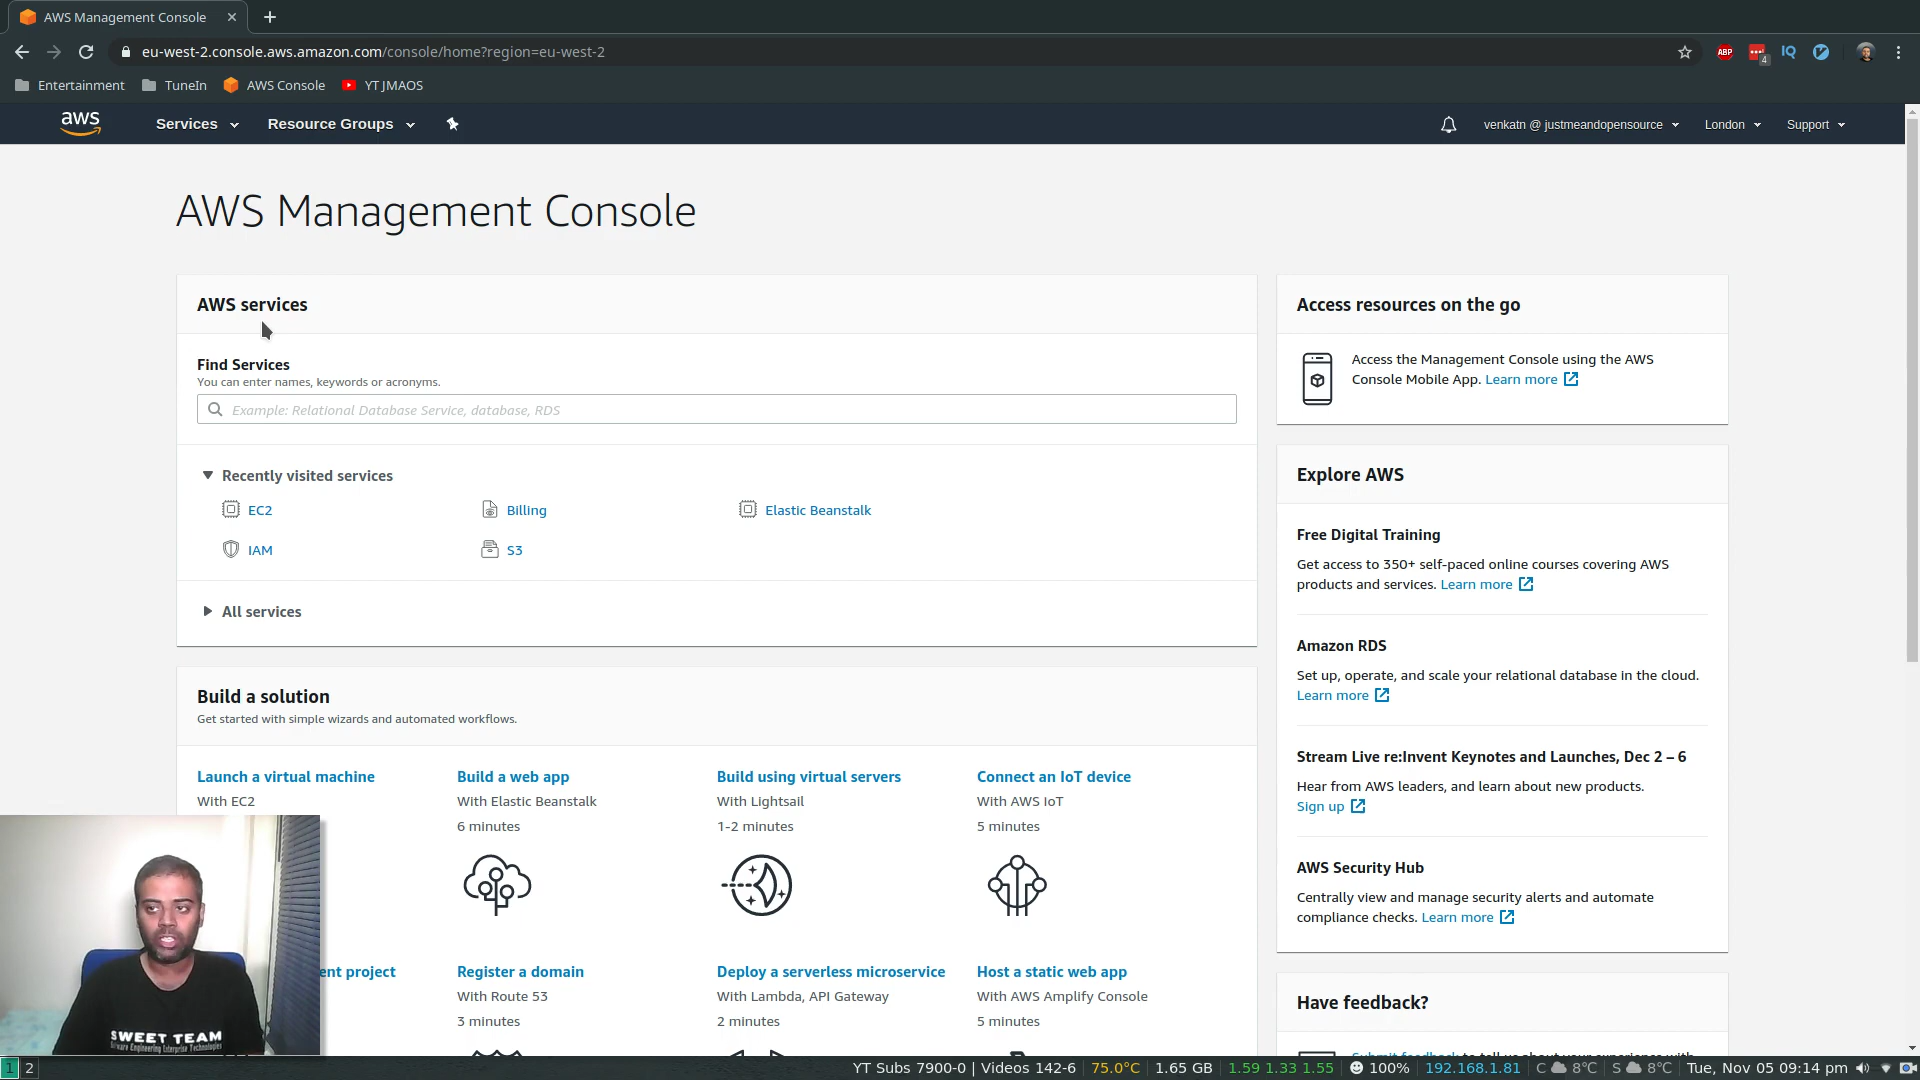 AWS Management Console
eu-west-2.console.aws.amazon.com/console/home?region=eu-west-2
ABP
4
IQ
Entertainment
TuneIn
AWS Console
YT JMAOS
aws
Services
Resource Groups
venkatn @ justmeandopensource
London
Support
AWS Management Console
AWS services
Find Services
You can enter names, keywords or acronyms.
Example: Relational Database Service, database, RDS
Recently visited services
EC2
Billing
Elastic Beanstalk
IAM
S3
All services
Build a solution
Get started with simple wizards and automated workflows.
Launch a virtual machine
With EC2
Build a web app
With Elastic Beanstalk
6 minutes
Build using virtual servers
With Lightsail
1-2 minutes
Connect an IoT device
With AWS IoT
5 minutes
ent project
Register a domain
With Route 53
3 minutes
Deploy a serverless microservice
With Lambda, API Gateway
2 minutes
Host a static web app
With AWS Amplify Console
5 minutes
Access resources on the go
Access the Management Console using the AWS
Console Mobile App. Learn more
Explore AWS
Free Digital Training
Get access to 350+ self-paced online courses covering AWS
products and services. Learn more
Amazon RDS
Set up, operate, and scale your relational database in the cloud.
Learn more
Stream Live re:Invent Keynotes and Launches, Dec 2 – 6
Hear from AWS leaders, and learn about new products.
Sign up
AWS Security Hub
Centrally view and manage security alerts and automate
compliance checks. Learn more
Have feedback?
Submit feedback to tell us about your experience with
SWEET TEAM
1 2
YT Subs 7900-0 | Videos 142-6
75.0°C
1.65 GB
1.59 1.33 1.55
100%
192.168.1.81
C 8°C
S 8°C
Tue, Nov 05 09:14 pm